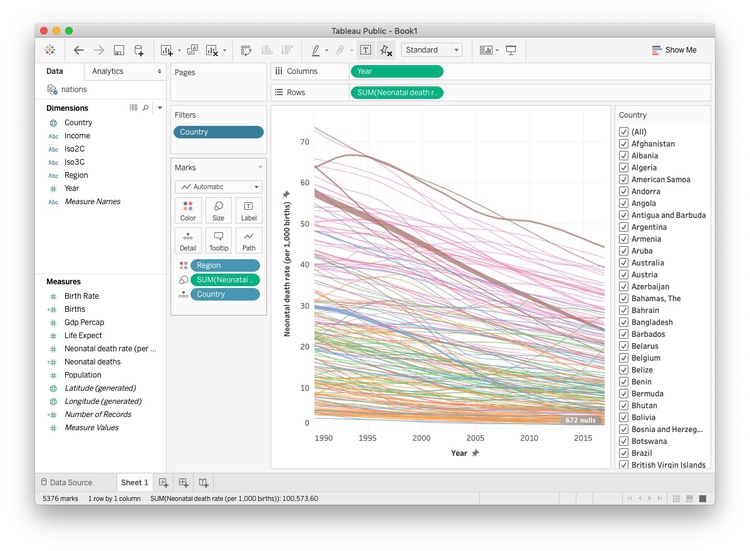 Tableau Public - Book1
Standard
Show Me
Data
Analytics
nations
Dimensions
Abc
Country
Abc Income
Abc Iso2C
Abc Iso3C
Abc Region
Year
Abc Measure Names
Measures
Birth Rate
Births
Gdp Percap
Life Expect
Neonatal death rate (per ...
Neonatal deaths
Population
Latitude (generated)
Longitude (generated)
Number of Records
Measure Values
Pages
Filters
Country
Marks
Automatic
Color Size Label
Detail Tooltip Path
Region
SUM(Neonatal ..
Country
Columns
Year
Rows
SUM(Neonatal death r..
Neonatal death rate (per 1,000 births)
70
60
50
40
30
20
10
0
672 nulls
1990 1995 2000 2005 2010 2015
Year
Country
(All)
Afghanistan
Albania
Algeria
American Samoa
Andorra
Angola
Antigua and Barbuda
Argentina
Armenia
Aruba
Australia
Austria
Azerbaijan
Bahamas, The
Bahrain
Bangladesh
Barbados
Belarus
Belgium
Belize
Benin
Bermuda
Bhutan
Bolivia
Bosnia and Herzeg...
Botswana
Brazil
British Virgin Islands
Data Source
Sheet 1
5376 marks 1 row by 1 column SUM(Neonatal death rate (per 1,000 births)): 100,573.60